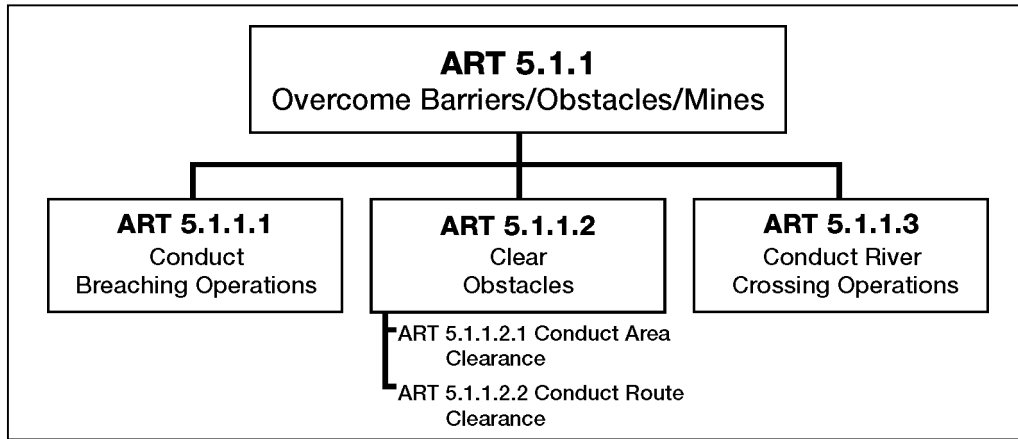 ART 5.1.1
Overcome Barriers/Obstacles/Mines
ART 5.1.1.1
Conduct
Breaching Operations
ART 5.1.1.2
Clear
Obstacles
ART 5.1.1.2.1 Conduct Area
Clearance
ART 5.1.1.2.2 Conduct Route
Clearance
ART 5.1.1.3
Conduct River
Crossing Operations